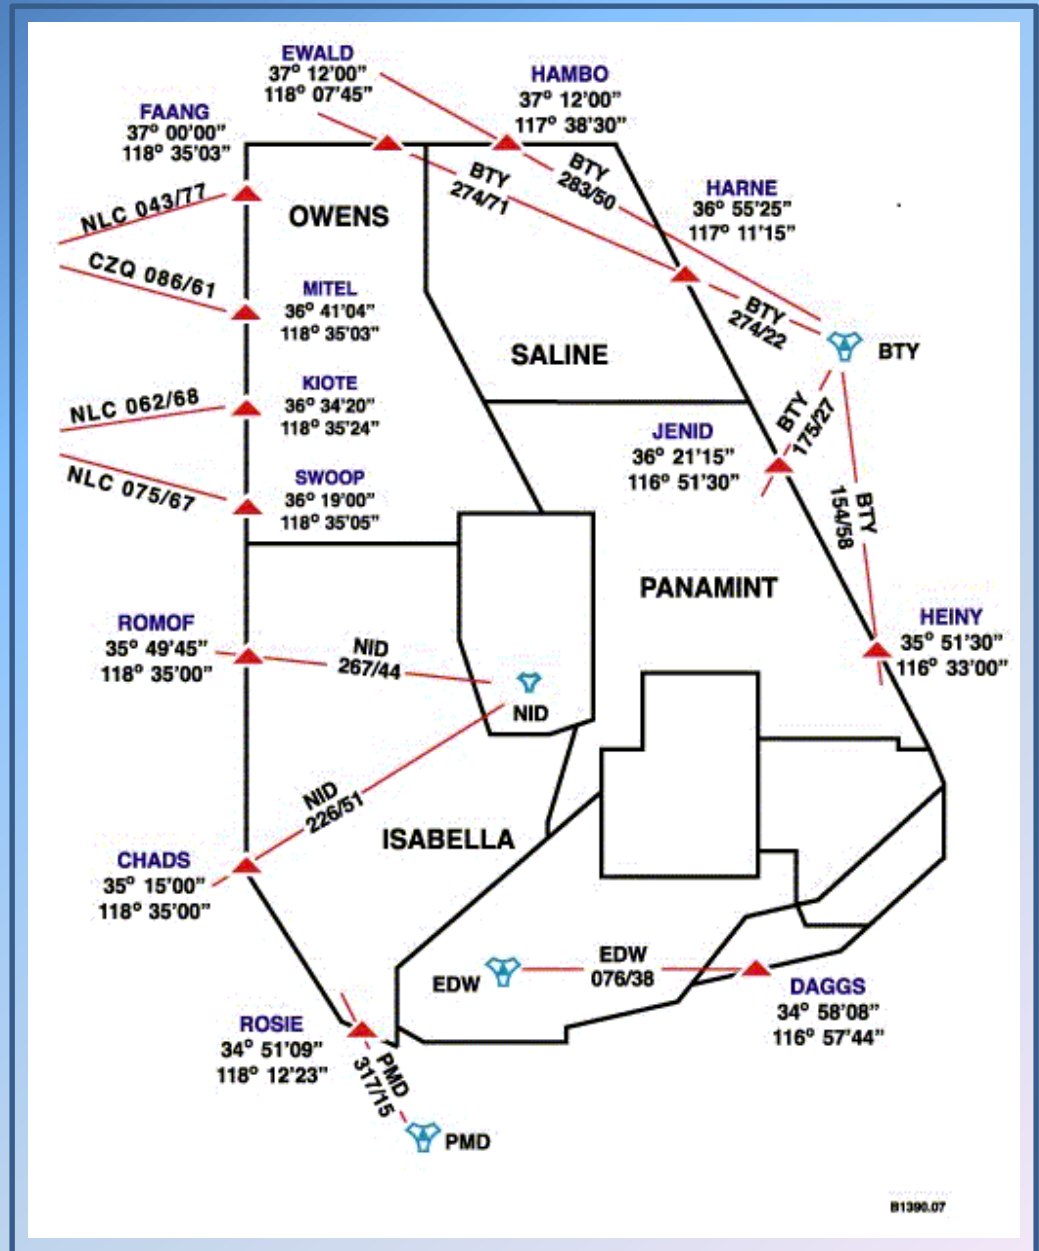 EWALD
37° 12'00"
118° 07'45"
HAMBO
37° 12'00"
117° 38'30"
FAANG
37° 00'00"
118° 35'03"
BTY
274/71
BTY
283/50
HARNE
36° 55'25"
117° 11'15"
NLC 043/77
OWENS
CZQ 086/61
MITEL
36° 41'04"
118° 35'03"
BTY
274/22
SALINE
BTY
KIOTE
36° 34'20"
118° 35'24"
NLC 062/68
BTY
175/27
JENID
36° 21'15"
116° 51'30"
NLC 075/67
SWOOP
36° 19'00"
118° 35'05"
BTY
154/58
PANAMINT
ROMOF
35° 49'45"
118° 35'00"
NID
267/44
HEINY
35° 51'30"
116° 33'00"
NID
NID
226/51
ISABELLA
CHADS
35° 15'00"
118° 35'00"
EDW
EDW
076/38
DAGGS
34° 58'08"
116° 57'44"
ROSIE
34° 51'09"
118° 12'23"
PMD
317/15
PMD
B1390.07